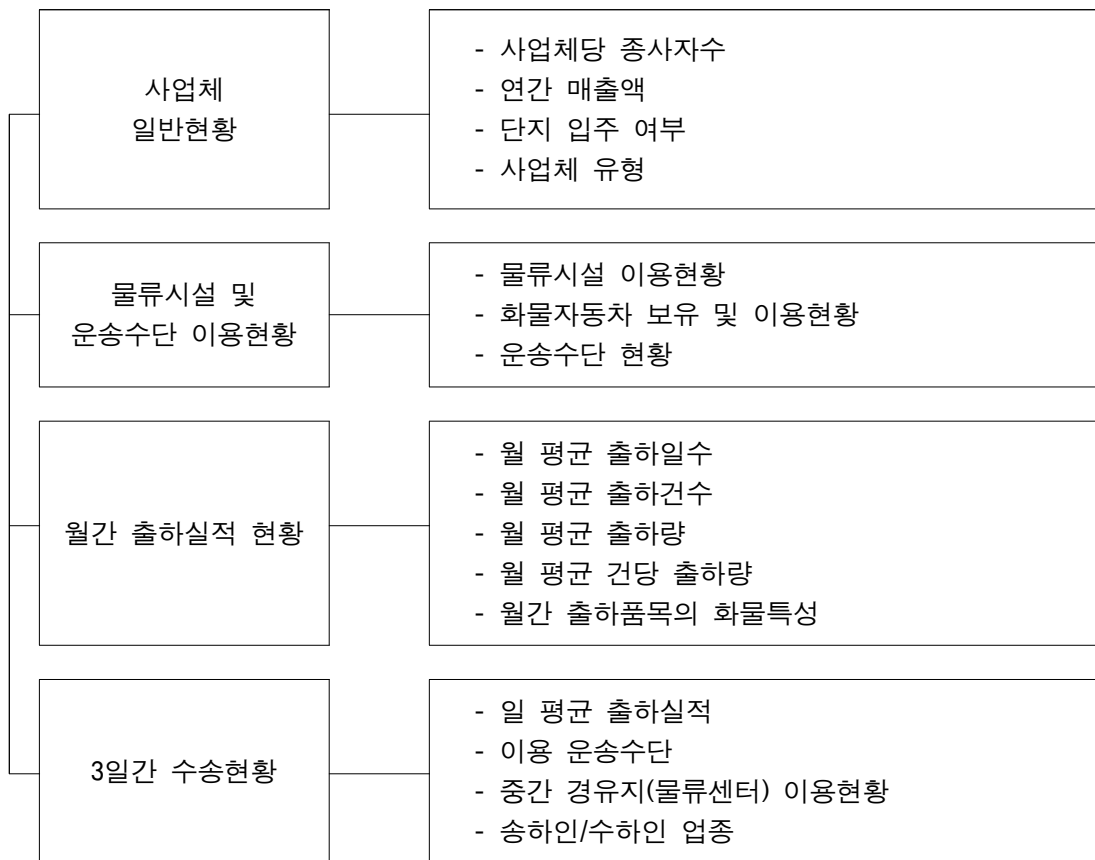 사업체
일반현황
- 사업체당 종사자수
- 연간 매출액
- 단지 입주 여부
- 사업체 유형
물류시설 및
운송수단 이용현황
- 물류시설 이용현황
- 화물자동차 보유 및 이용현황
- 운송수단 현황
월간 출하실적 현황
- 월 평균 출하일수
- 월 평균 출하건수
- 월 평균 출하량
- 월 평균 건당 출하량
- 월간 출하품목의 화물특성
3일간 수송현황
- 일 평균 출하실적
- 이용 운송수단
- 중간 경유지(물류센터) 이용현황
- 송하인/수하인 업종